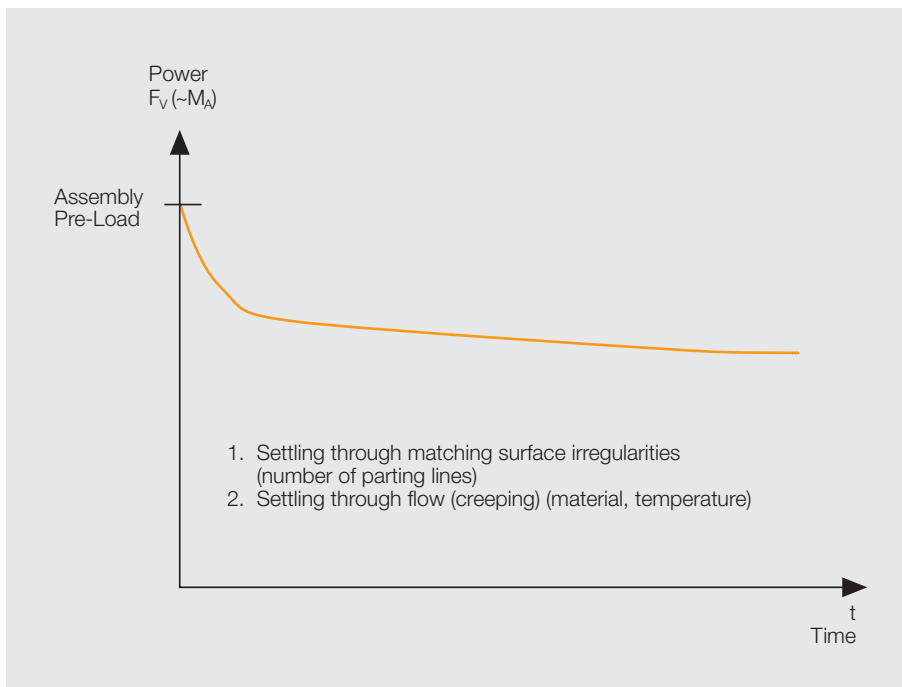 Power
Fᵥ (~Mₐ)
Assembly
Pre-Load
1. Settling through matching surface irregularities
(number of parting lines)
2. Settling through flow (creeping) (material, temperature)
t
Time